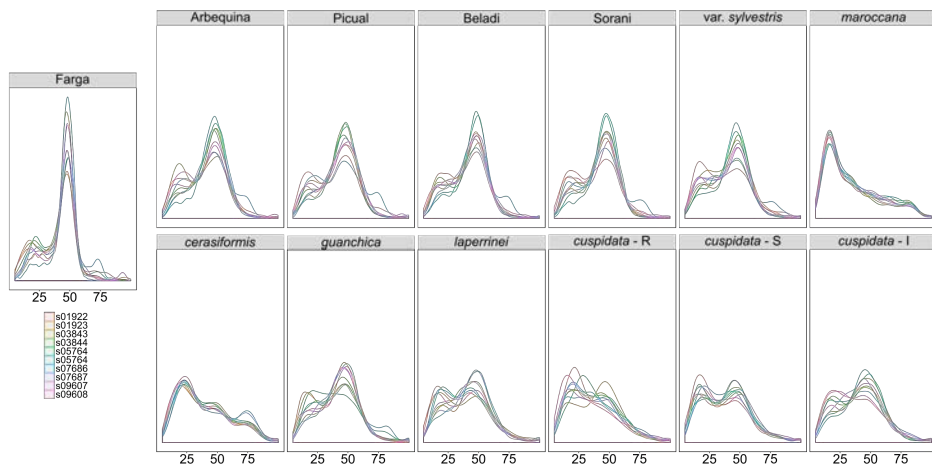 Arbequina Picual Beladi Sorani var. sylvestris maroccana
Farga
cerasiformis guanchica laperrinei cuspidata - R cuspidata - S cuspidata - I
25 50 75
s01922
s01923
s03843
s03844
s05764
s05764
s07686
s07687
s09607
s09608
25 50 75 25 50 75 25 50 75 25 50 75 25 50 75 25 50 75